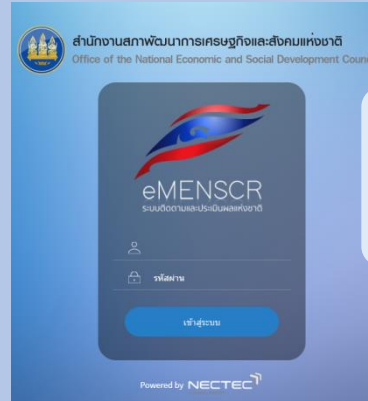 สำนักงานสภาพัฒนาการเศรษฐกิจและสังคมแห่งชาติ
Office of the National Economic and Social Development Coun
eMENSCR
ระบบติดตามและประเมินผลแห่งชาติ
รหัสผ่าน
เข้าสู่ระบบ
Powered by NECTEC